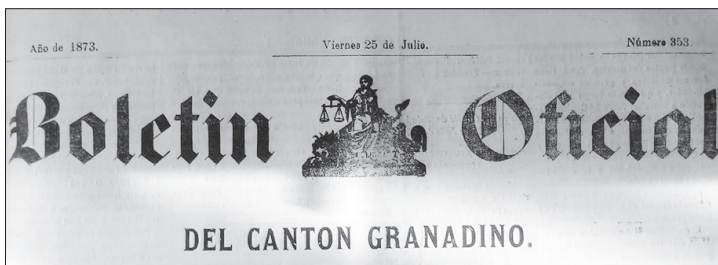 Año de 1873. Viernes 25 de Julio. Número 353.
Boletin Oficial
DEL CANTON GRANADINO.